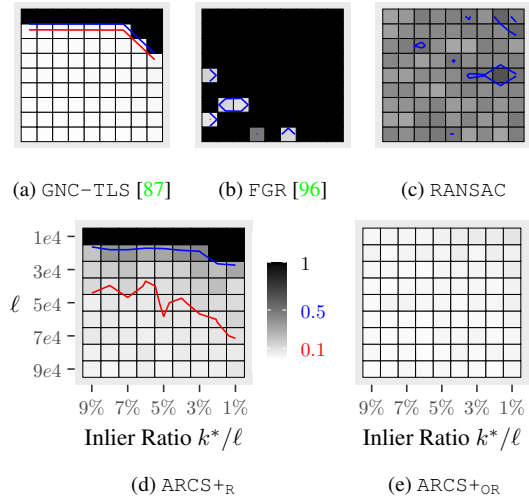 (a) GNC-TLS [87]
(b) FGR [96]
(c) RANSAC
1e4
3e4
5e4
7e4
9e4
ℓ
1
0.5
0.1
9% 7% 5% 3% 1%
9% 7% 5% 3% 1%
Inlier Ratio k*/ℓ
Inlier Ratio k*/ℓ
(d) ARCS+R
(e) ARCS+OR